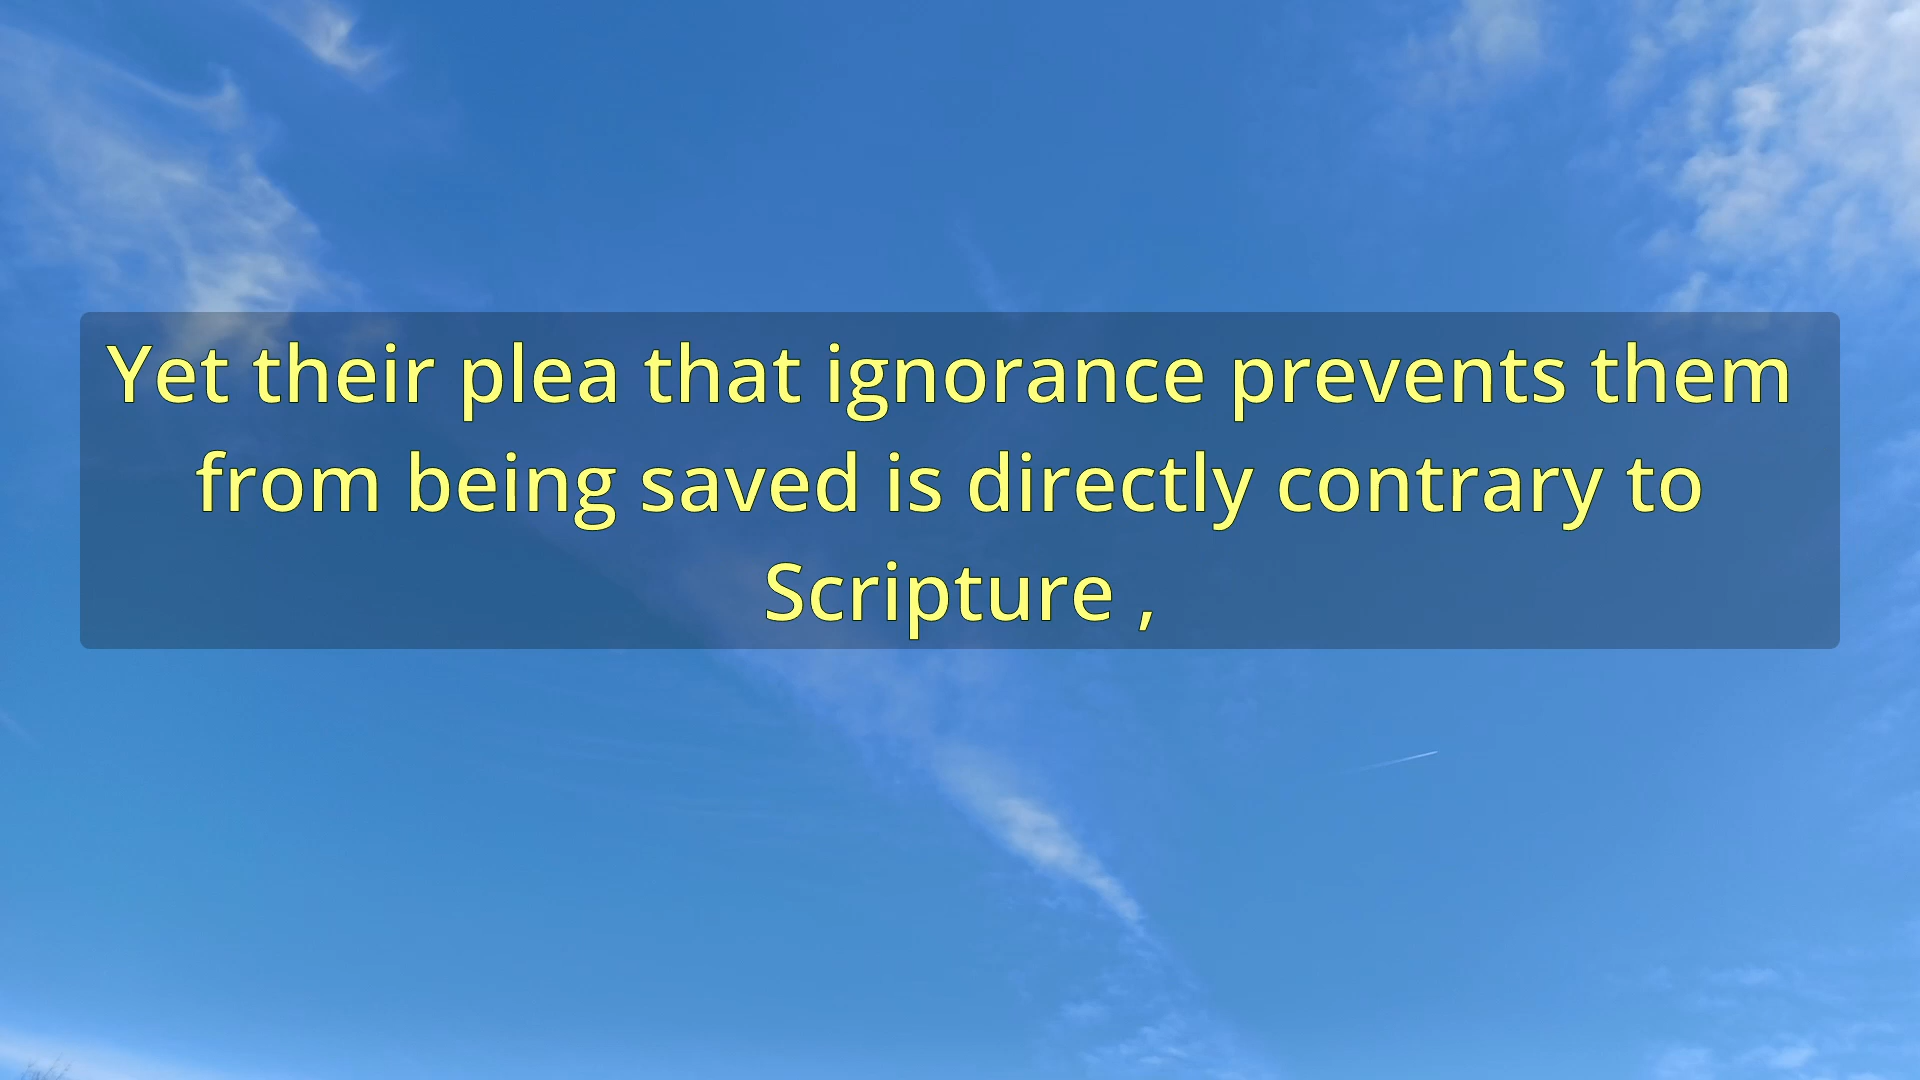 Yet their plea that ignorance prevents them
from being saved is directly contrary to
Scripture ,